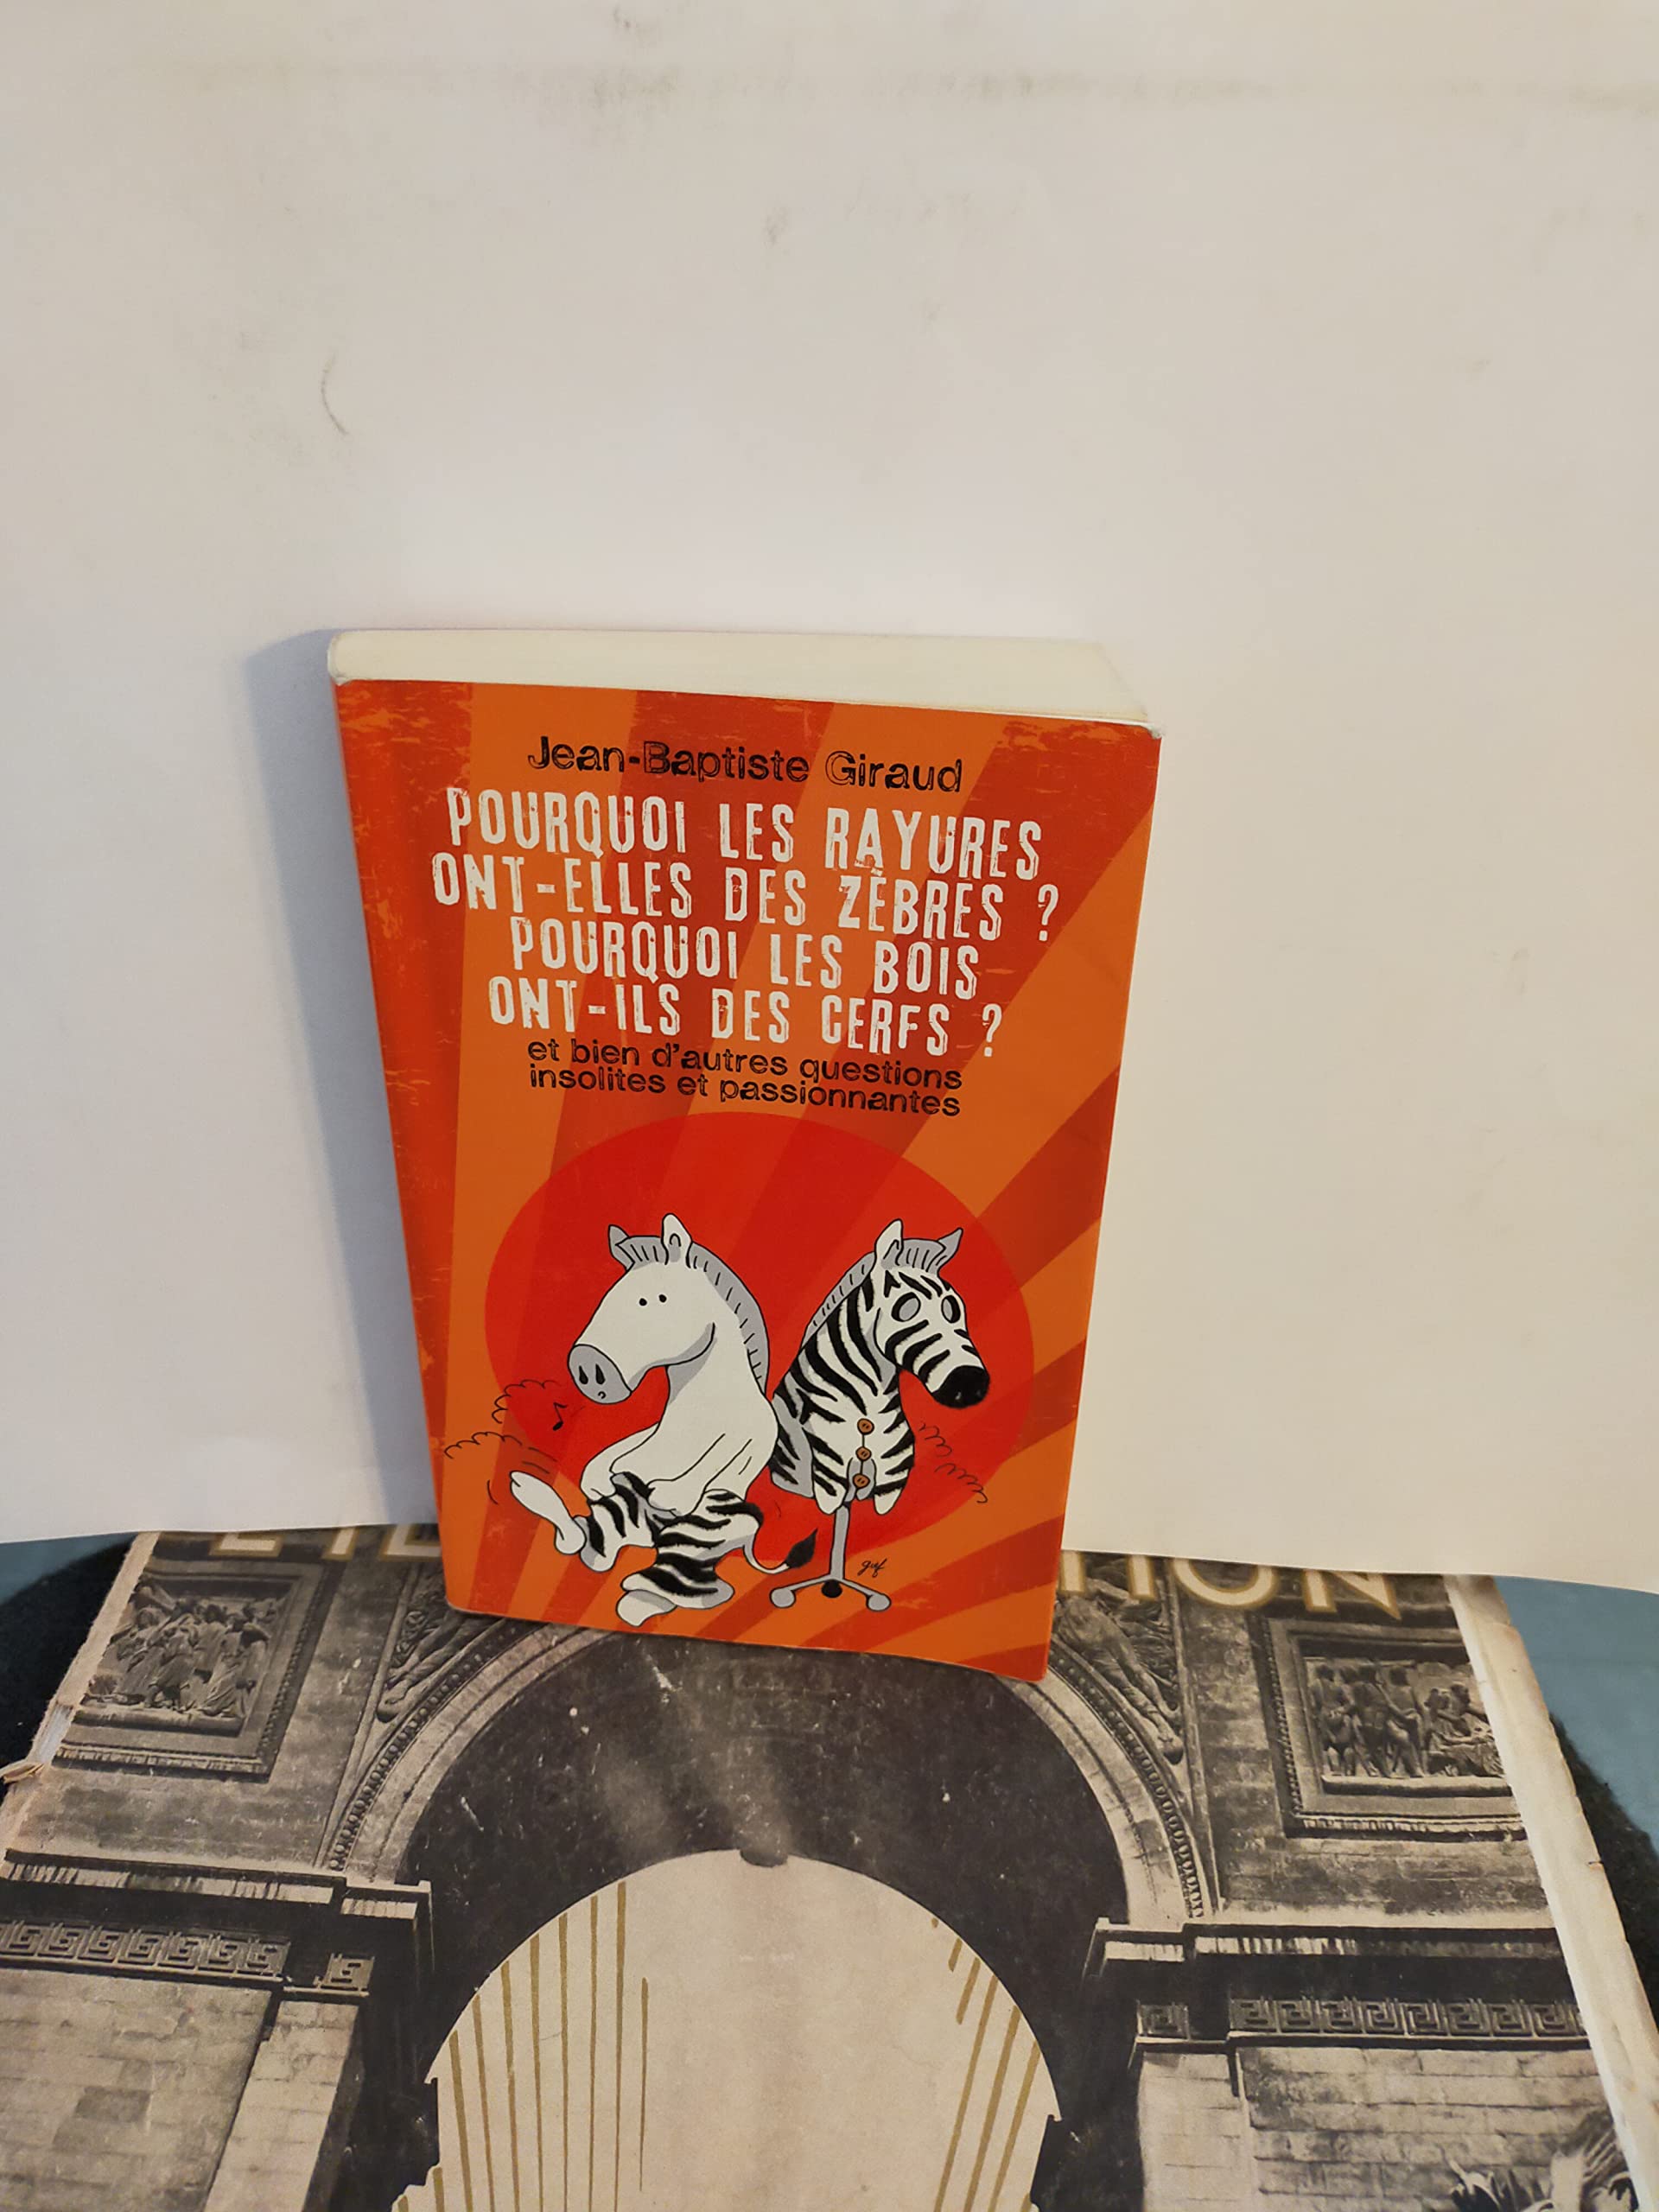 Jean-Baptiste Giraud
POURQUOI LES RAYURES
ONT-ELLES DES ZÈBRES ?
POURQUOI LES BOIS
ONT-ILS DES CERFS ?
et bien d'autres questions
insolites et passionnantes